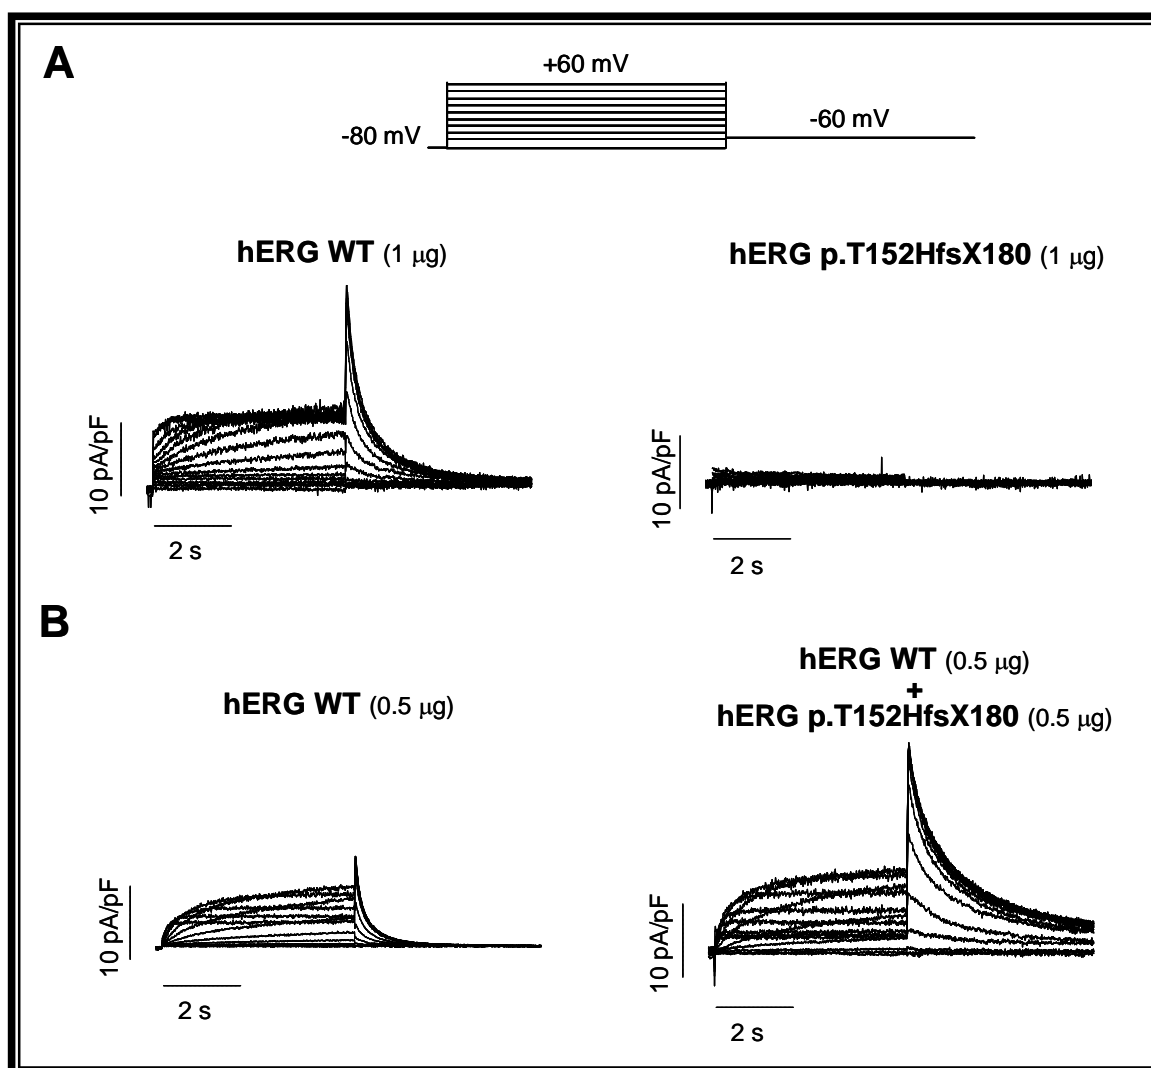 A
+60 mV
-80 mV
-60 mV
hERG WT (1 μg)
hERG p.T152HfsX180 (1 μg)
10 pA/pF
2 s
10 pA/pF
2 s
B
hERG WT (0.5 μg)
hERG WT (0.5 μg)
+
hERG p.T152HfsX180 (0.5 μg)
10 pA/pF
2 s
10 pA/pF
2 s